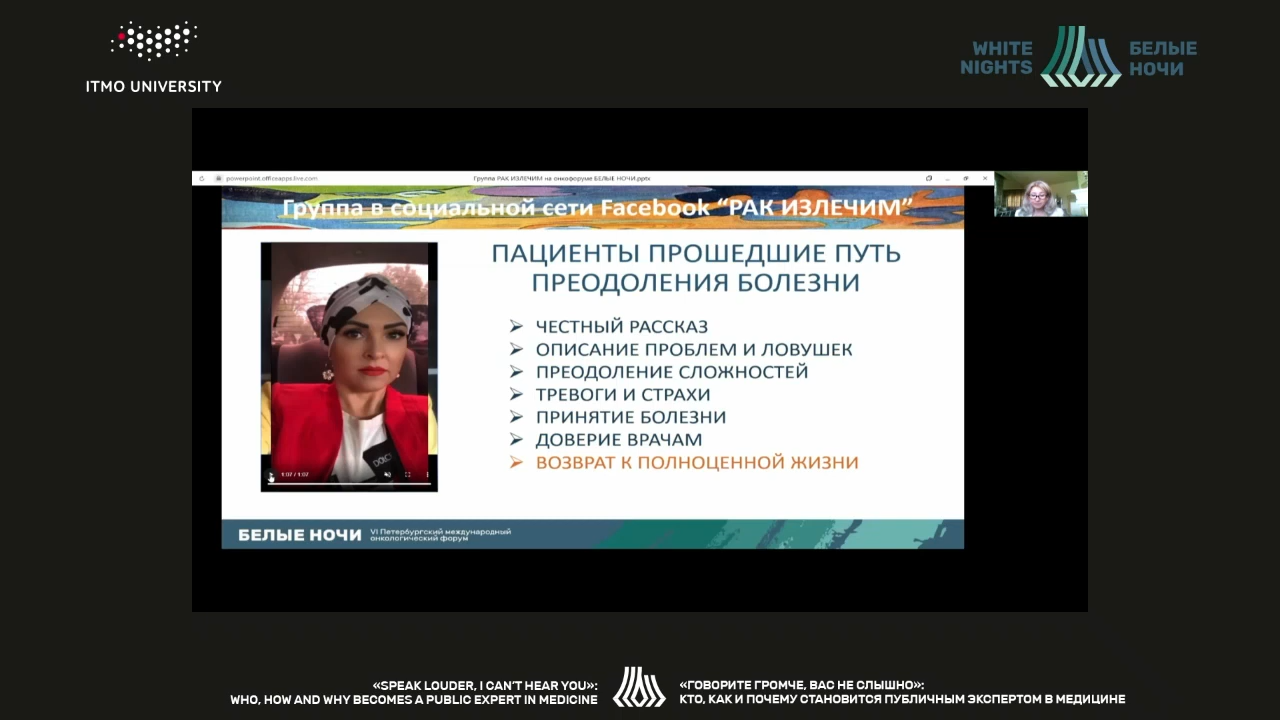 ITMO UNIVERSITY
WHITE
NIGHTS
БЕЛЫЕ
НОЧИ
powerpoint.officeapps.live.com
Группа РАК ИЗЛЕЧИМ на онкофоруме БЕЛЫЕ НОЧИ.pptx
Группа в социальной сети Facebook “РАК ИЗЛЕЧИМ”
ПАЦИЕНТЫ ПРОШЕДШИЕ ПУТЬ
ПРЕОДОЛЕНИЯ БОЛЕЗНИ
ЧЕСТНЫЙ РАССКАЗ
ОПИСАНИЕ ПРОБЛЕМ И ЛОВУШЕК
ПРЕОДОЛЕНИЕ СЛОЖНОСТЕЙ
ТРЕВОГИ И СТРАХИ
ПРИНЯТИЕ БОЛЕЗНИ
ДОВЕРИЕ ВРАЧАМ
ВОЗВРАТ К ПОЛНОЦЕННОЙ ЖИЗНИ
1:07 / 1:07
БЕЛЫЕ НОЧИ
VI Петербургский международный
онкологический форум
«SPEAK LOUDER, I CAN'T HEAR YOU»:
WHO, HOW AND WHY BECOMES A PUBLIC EXPERT IN MEDICINE
«ГОВОРИТЕ ГРОМЧЕ, ВАС НЕ СЛЫШНО»:
КТО, КАК И ПОЧЕМУ СТАНОВИТСЯ ПУБЛИЧНЫМ ЭКСПЕРТОМ В МЕДИЦИНЕ